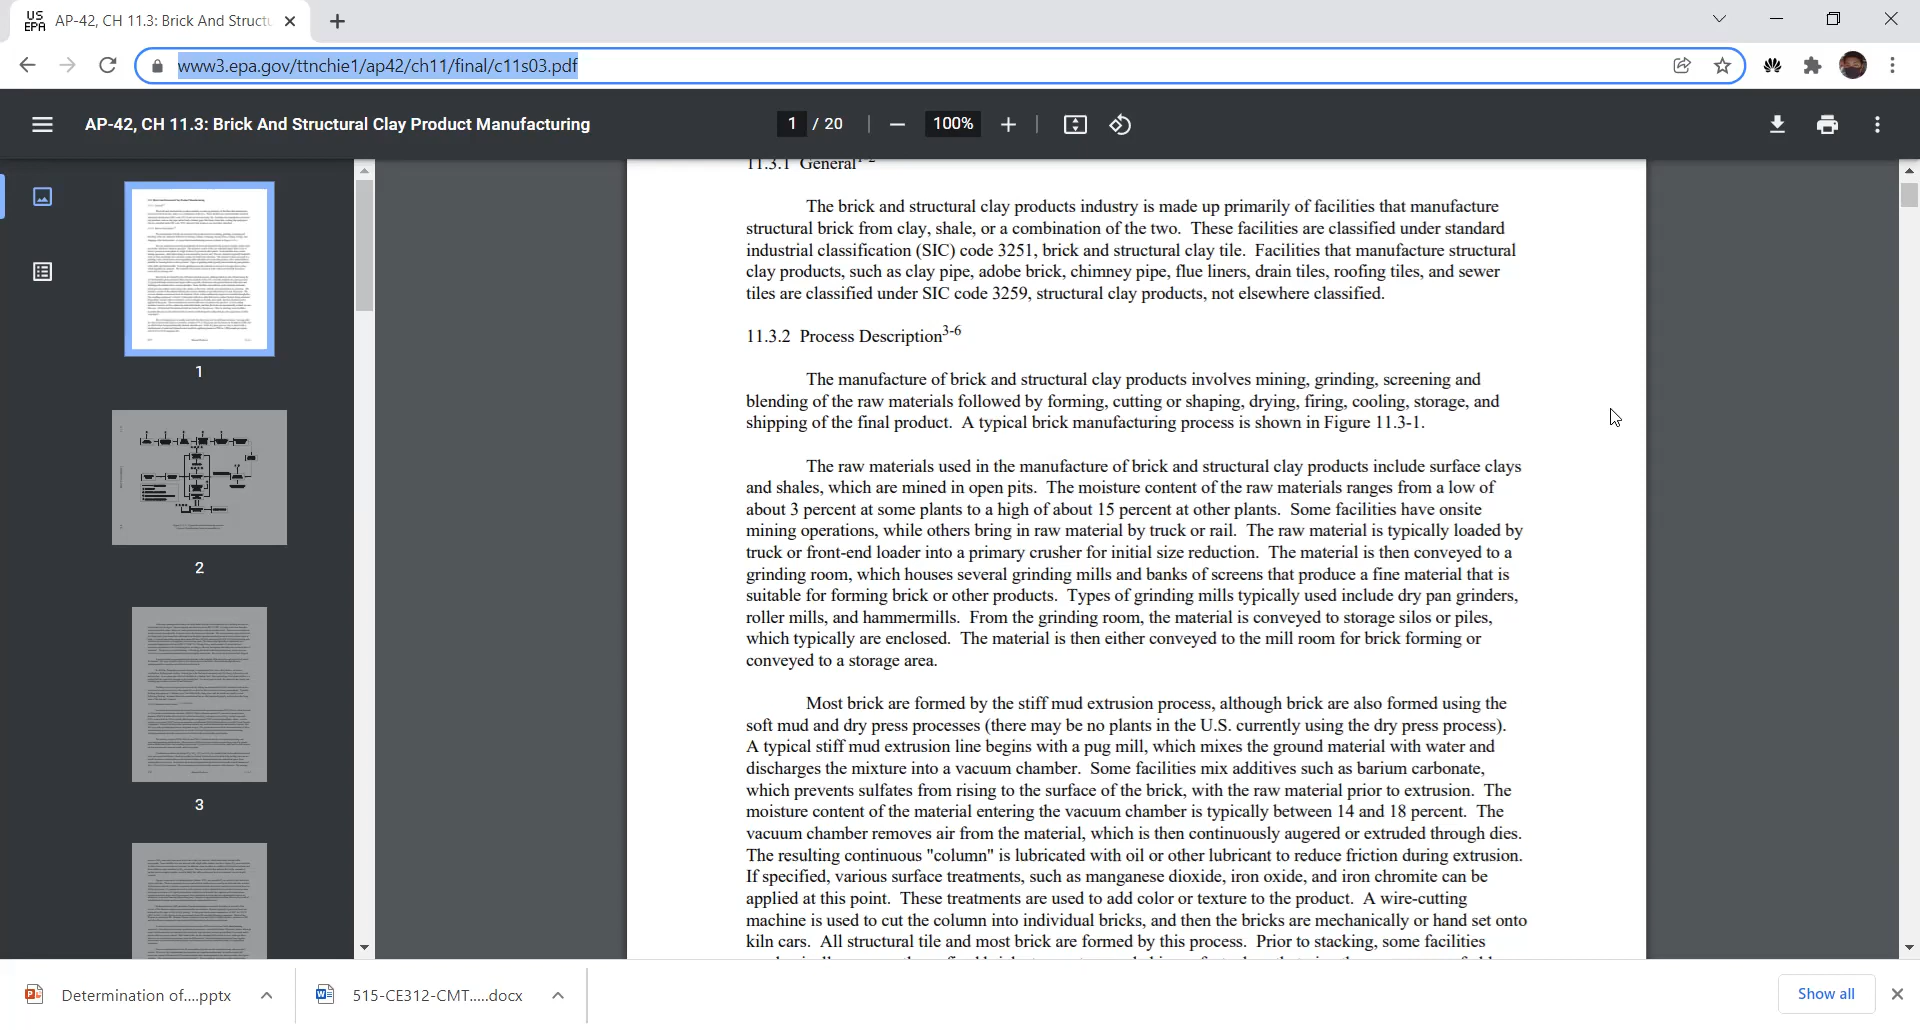 US
EPA
AP-42, CH 11.3: Brick And Structu
www3.epa.gov/ttnchie1/ap42/ch11/final/c11s03.pdf
AP-42, CH 11.3: Brick And Structural Clay Product Manufacturing
1 / 20
100%
11.3.1 General1-2
The brick and structural clay products industry is made up primarily of facilities that manufacture
structural brick from clay, shale, or a combination of the two. These facilities are classified under standard
industrial classification (SIC) code 3251, brick and structural clay tile. Facilities that manufacture structural
clay products, such as clay pipe, adobe brick, chimney pipe, flue liners, drain tiles, roofing tiles, and sewer
tiles are classified under SIC code 3259, structural clay products, not elsewhere classified.
11.3.2 Process Description3-6
The manufacture of brick and structural clay products involves mining, grinding, screening and
blending of the raw materials followed by forming, cutting or shaping, drying, firing, cooling, storage, and
shipping of the final product. A typical brick manufacturing process is shown in Figure 11.3-1.
The raw materials used in the manufacture of brick and structural clay products include surface clays
and shales, which are mined in open pits. The moisture content of the raw materials ranges from a low of
about 3 percent at some plants to a high of about 15 percent at other plants. Some facilities have onsite
mining operations, while others bring in raw material by truck or rail. The raw material is typically loaded by
truck or front-end loader into a primary crusher for initial size reduction. The material is then conveyed to a
grinding room, which houses several grinding mills and banks of screens that produce a fine material that is
suitable for forming brick or other products. Types of grinding mills typically used include dry pan grinders,
roller mills, and hammermills. From the grinding room, the material is conveyed to storage silos or piles,
which typically are enclosed. The material is then either conveyed to the mill room for brick forming or
conveyed to a storage area.
Most brick are formed by the stiff mud extrusion process, although brick are also formed using the
soft mud and dry press processes (there may be no plants in the U.S. currently using the dry press process).
A typical stiff mud extrusion line begins with a pug mill, which mixes the ground material with water and
discharges the mixture into a vacuum chamber. Some facilities mix additives such as barium carbonate,
which prevents sulfates from rising to the surface of the brick, with the raw material prior to extrusion. The
moisture content of the material entering the vacuum chamber is typically between 14 and 18 percent. The
vacuum chamber removes air from the material, which is then continuously augered or extruded through dies.
The resulting continuous "column" is lubricated with oil or other lubricant to reduce friction during extrusion.
If specified, various surface treatments, such as manganese dioxide, iron oxide, and iron chromite can be
applied at this point. These treatments are used to add color or texture to the product. A wire-cutting
machine is used to cut the column into individual bricks, and then the bricks are mechanically or hand set onto
kiln cars. All structural tile and most brick are formed by this process. Prior to stacking, some facilities
1
2
3
Determination of....pptx
515-CE312-CMT.....docx
Show all